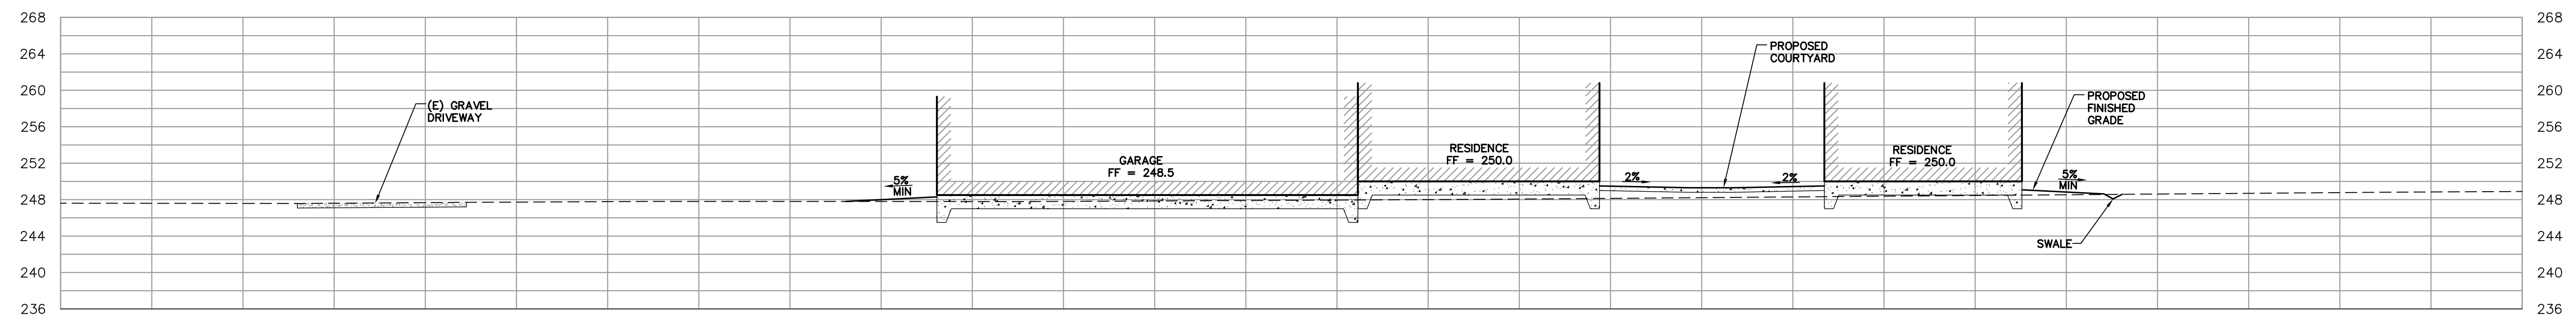 268
264
260
256
252
248
244
240
236
(E) GRAVEL
DRIVEWAY
5%
MIN
GARAGE
FF = 248.5
RESIDENCE
FF = 250.0
2%
PROPOSED
COURTYARD
2%
RESIDENCE
FF = 250.0
5%
MIN
PROPOSED
FINISHED
GRADE
SWALE
268
264
260
256
252
248
244
240
236